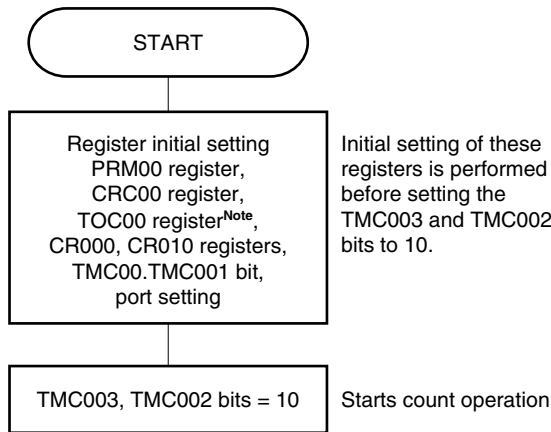 START
Register initial setting
PRM00 register,
CRC00 register,
TOC00 registerNote,
CR000, CR010 registers,
TMC00.TMC001 bit,
port setting
Initial setting of these
registers is performed
before setting the
TMC003 and TMC002
bits to 10.
TMC003, TMC002 bits = 10
Starts count operation